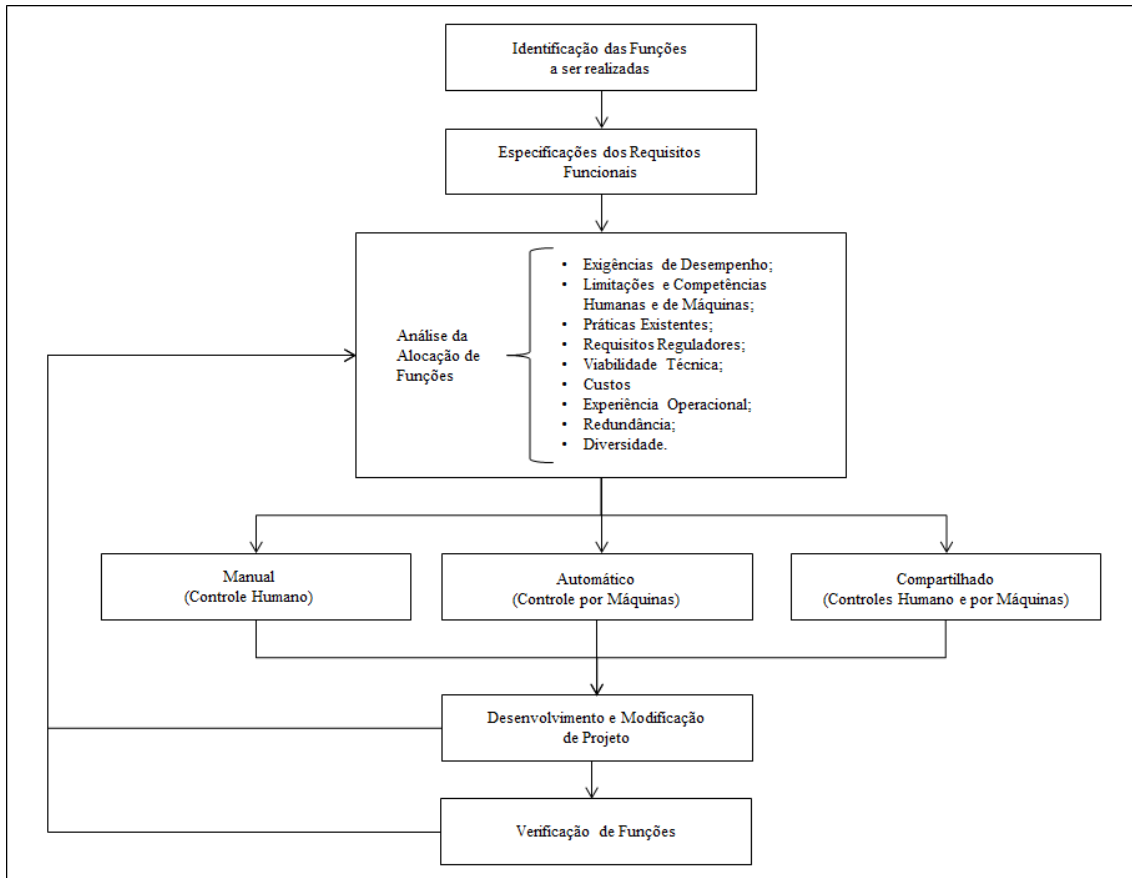 Identificação das Funções
a ser realizadas
Especificações dos Requisitos
Funcionais
Análise da
Alocação de
Funções
• Exigências de Desempenho;
• Limitações e Competências
Humanas e de Máquinas;
• Práticas Existentes;
• Requisitos Reguladores;
• Viabilidade Técnica;
• Custos
• Experiência Operacional;
• Redundância;
• Diversidade.
Manual
(Controle Humano)
Automático
(Controle por Máquinas)
Compartilhado
(Controles Humano e por Máquinas)
Desenvolvimento e Modificação
de Projeto
Verificação de Funções